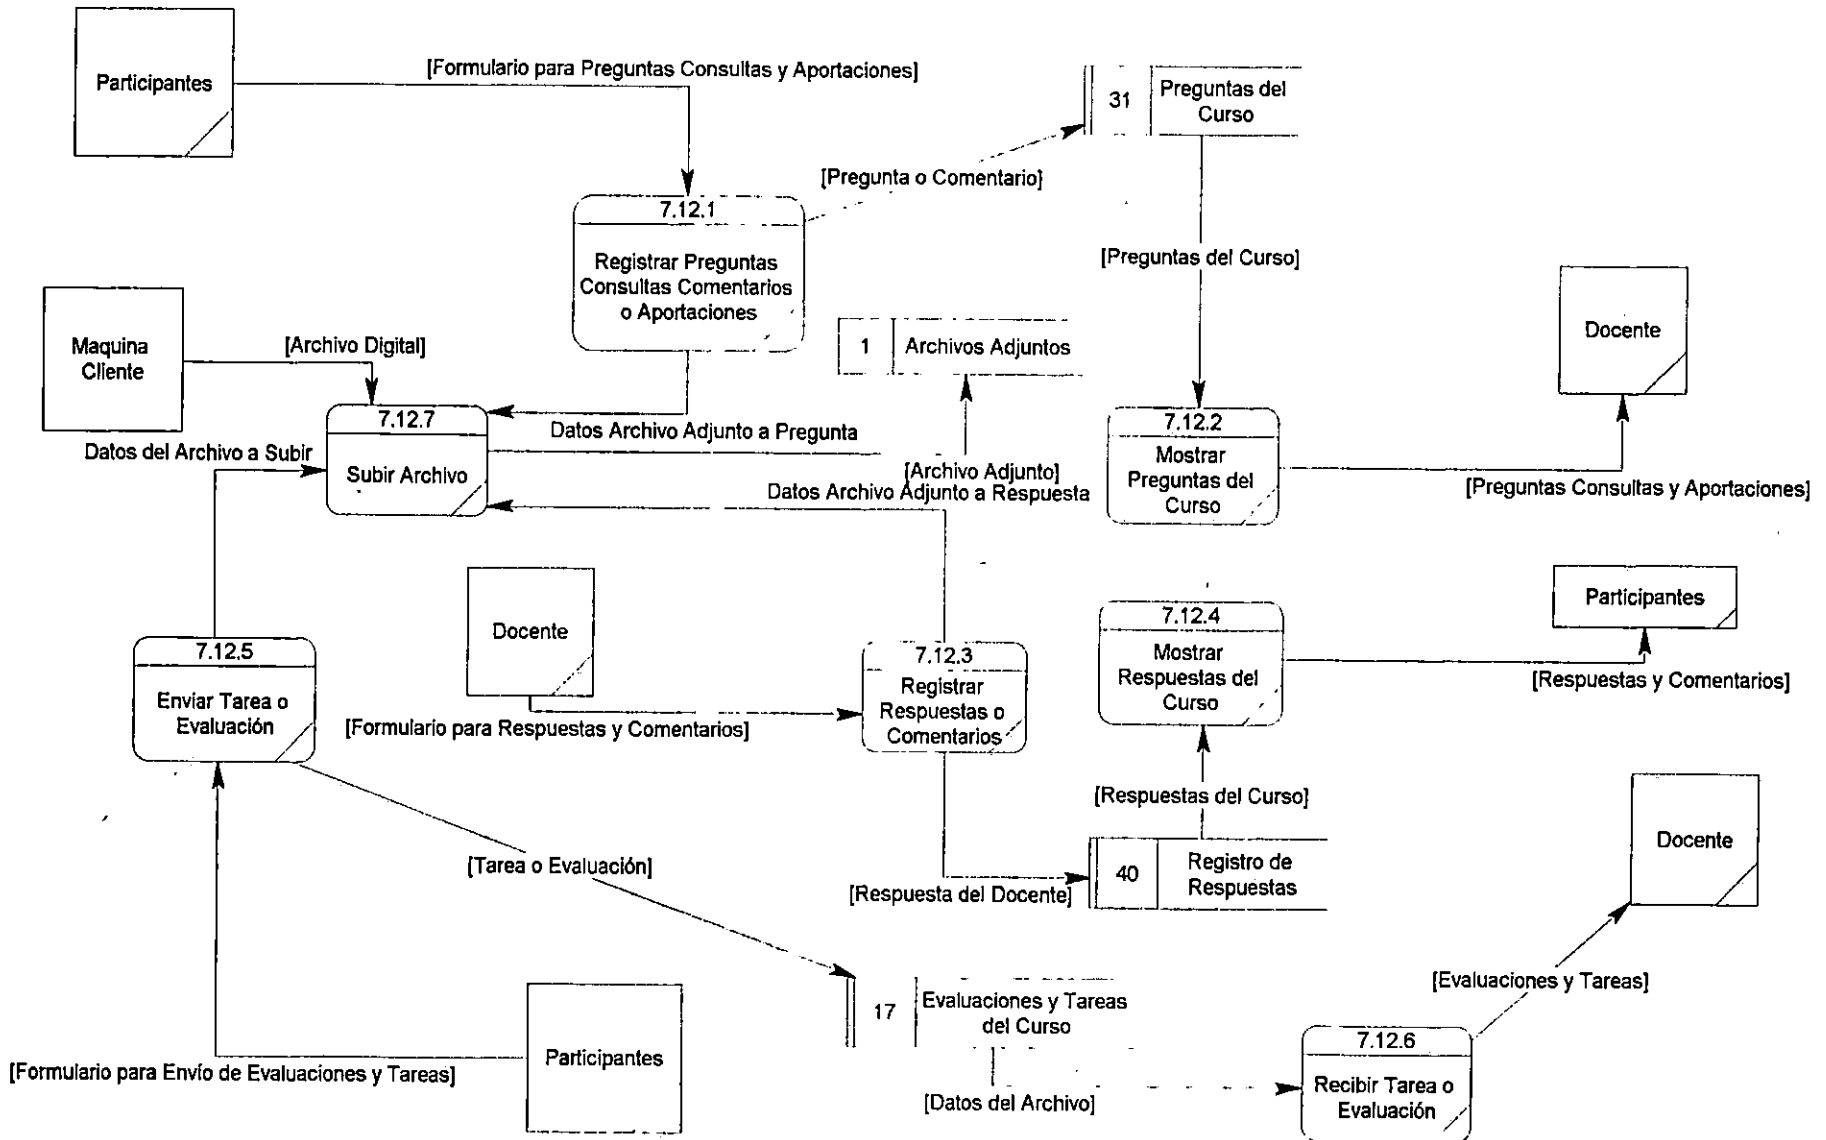 Participantes
[Formulario para Preguntas Consultas y Aportaciones]
31
Preguntas del
Curso
[Pregunta o Comentario]
7.12.1
Registrar Preguntas
Consultas Comentarios
o Aportaciones
[Preguntas del Curso]
Maquina
Cliente
[Archivo Digital]
1
Archivos Adjuntos
Docente
7.12.7
Subir Archivo
Datos del Archivo a Subir
Datos Archivo Adjunto a Pregunta
[Archivo Adjunto]
Datos Archivo Adjunto a Respuesta
7.12.2
Mostrar
Preguntas del
Curso
[Preguntas Consultas y Aportaciones]
Docente
7.12.4
Mostrar
Respuestas del
Curso
Participantes
[Respuestas y Comentarios]
7.12.5
Enviar Tarea o
Evaluación
[Formulario para Respuestas y Comentarios]
7.12.3
Registrar
Respuestas o
Comentarios
[Respuestas del Curso]
Docente
[Tarea o Evaluación]
[Respuesta del Docente]
40
Registro de
Respuestas
17
Evaluaciones y Tareas
del Curso
[Evaluaciones y Tareas]
Participantes
[Formulario para Envío de Evaluaciones y Tareas]
[Datos del Archivo]
7.12.6
Recibir Tarea o
Evaluación